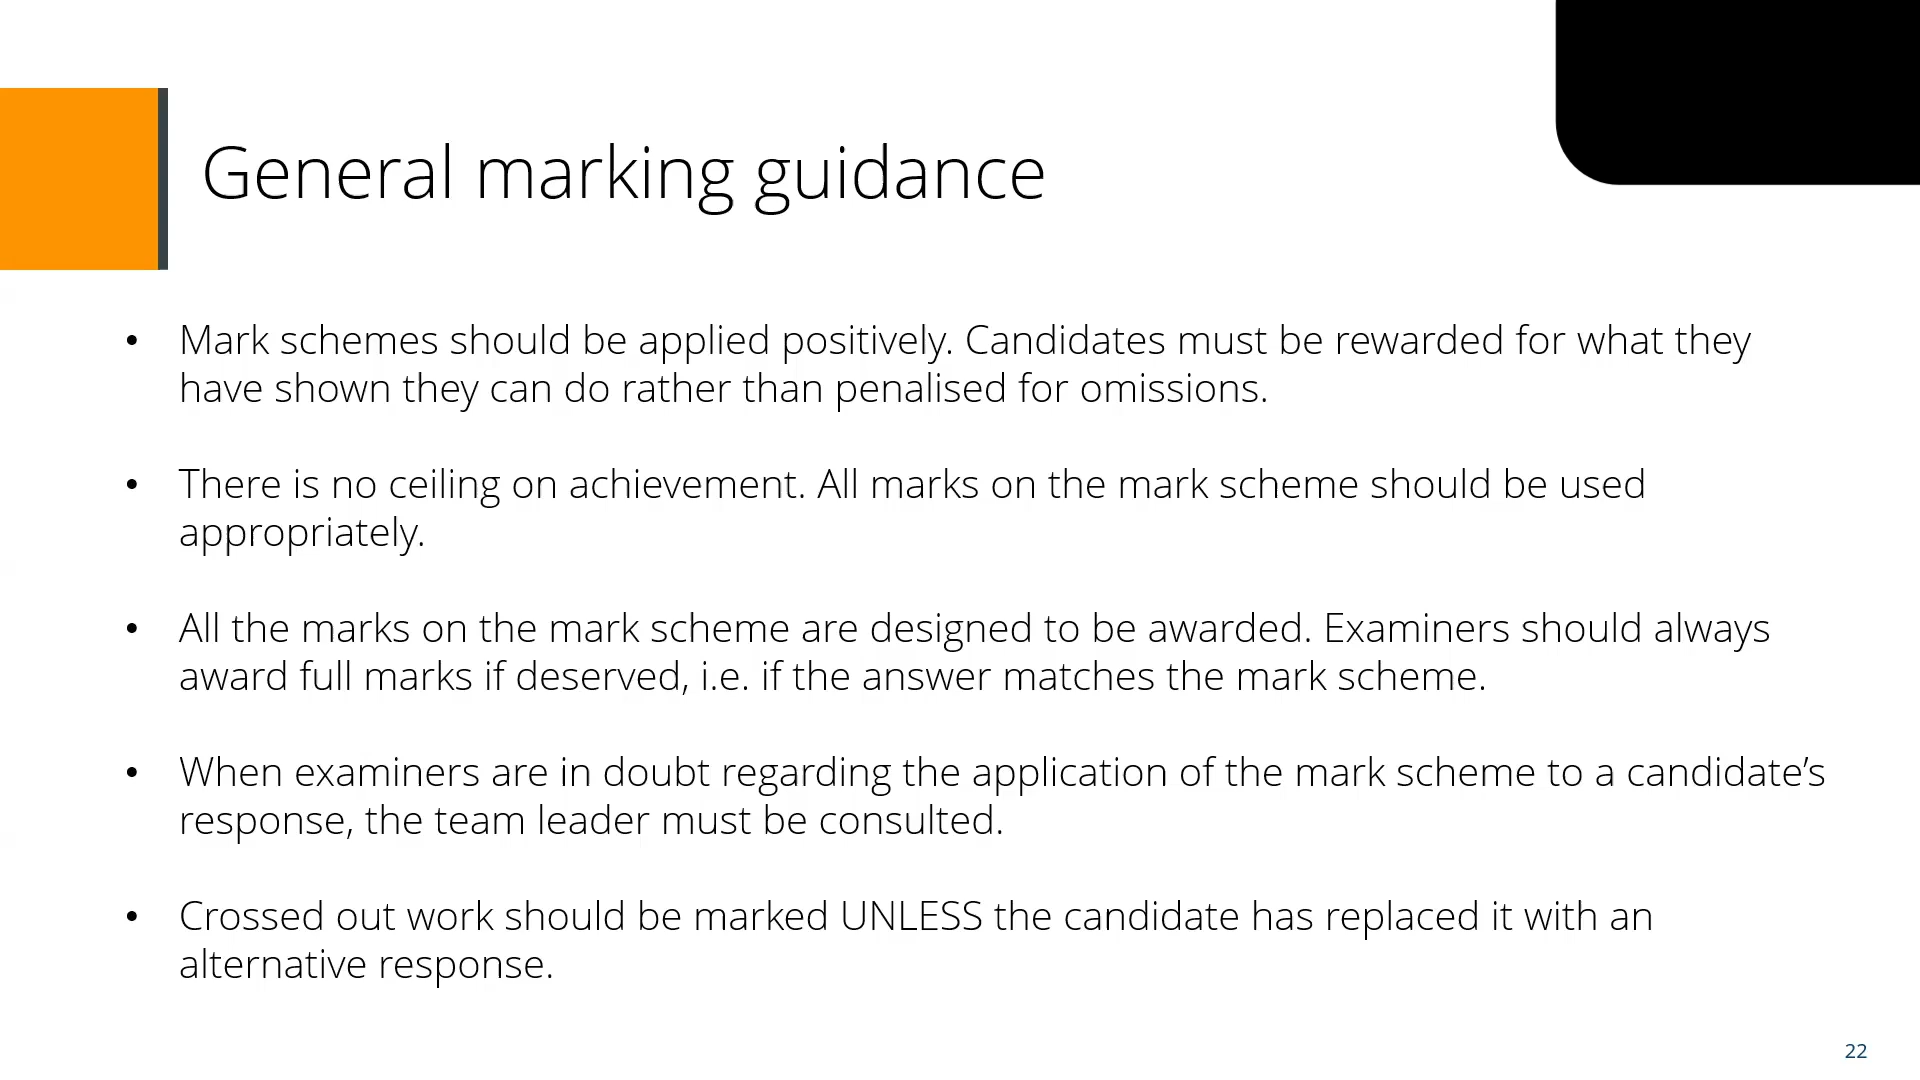 General marking guidance
• Mark schemes should be applied positively. Candidates must be rewarded for what they
have shown they can do rather than penalised for omissions.
• There is no ceiling on achievement. All marks on the mark scheme should be used
appropriately.
• All the marks on the mark scheme are designed to be awarded. Examiners should always
award full marks if deserved, i.e. if the answer matches the mark scheme.
• When examiners are in doubt regarding the application of the mark scheme to a candidate’s
response, the team leader must be consulted.
• Crossed out work should be marked UNLESS the candidate has replaced it with an
alternative response.
22